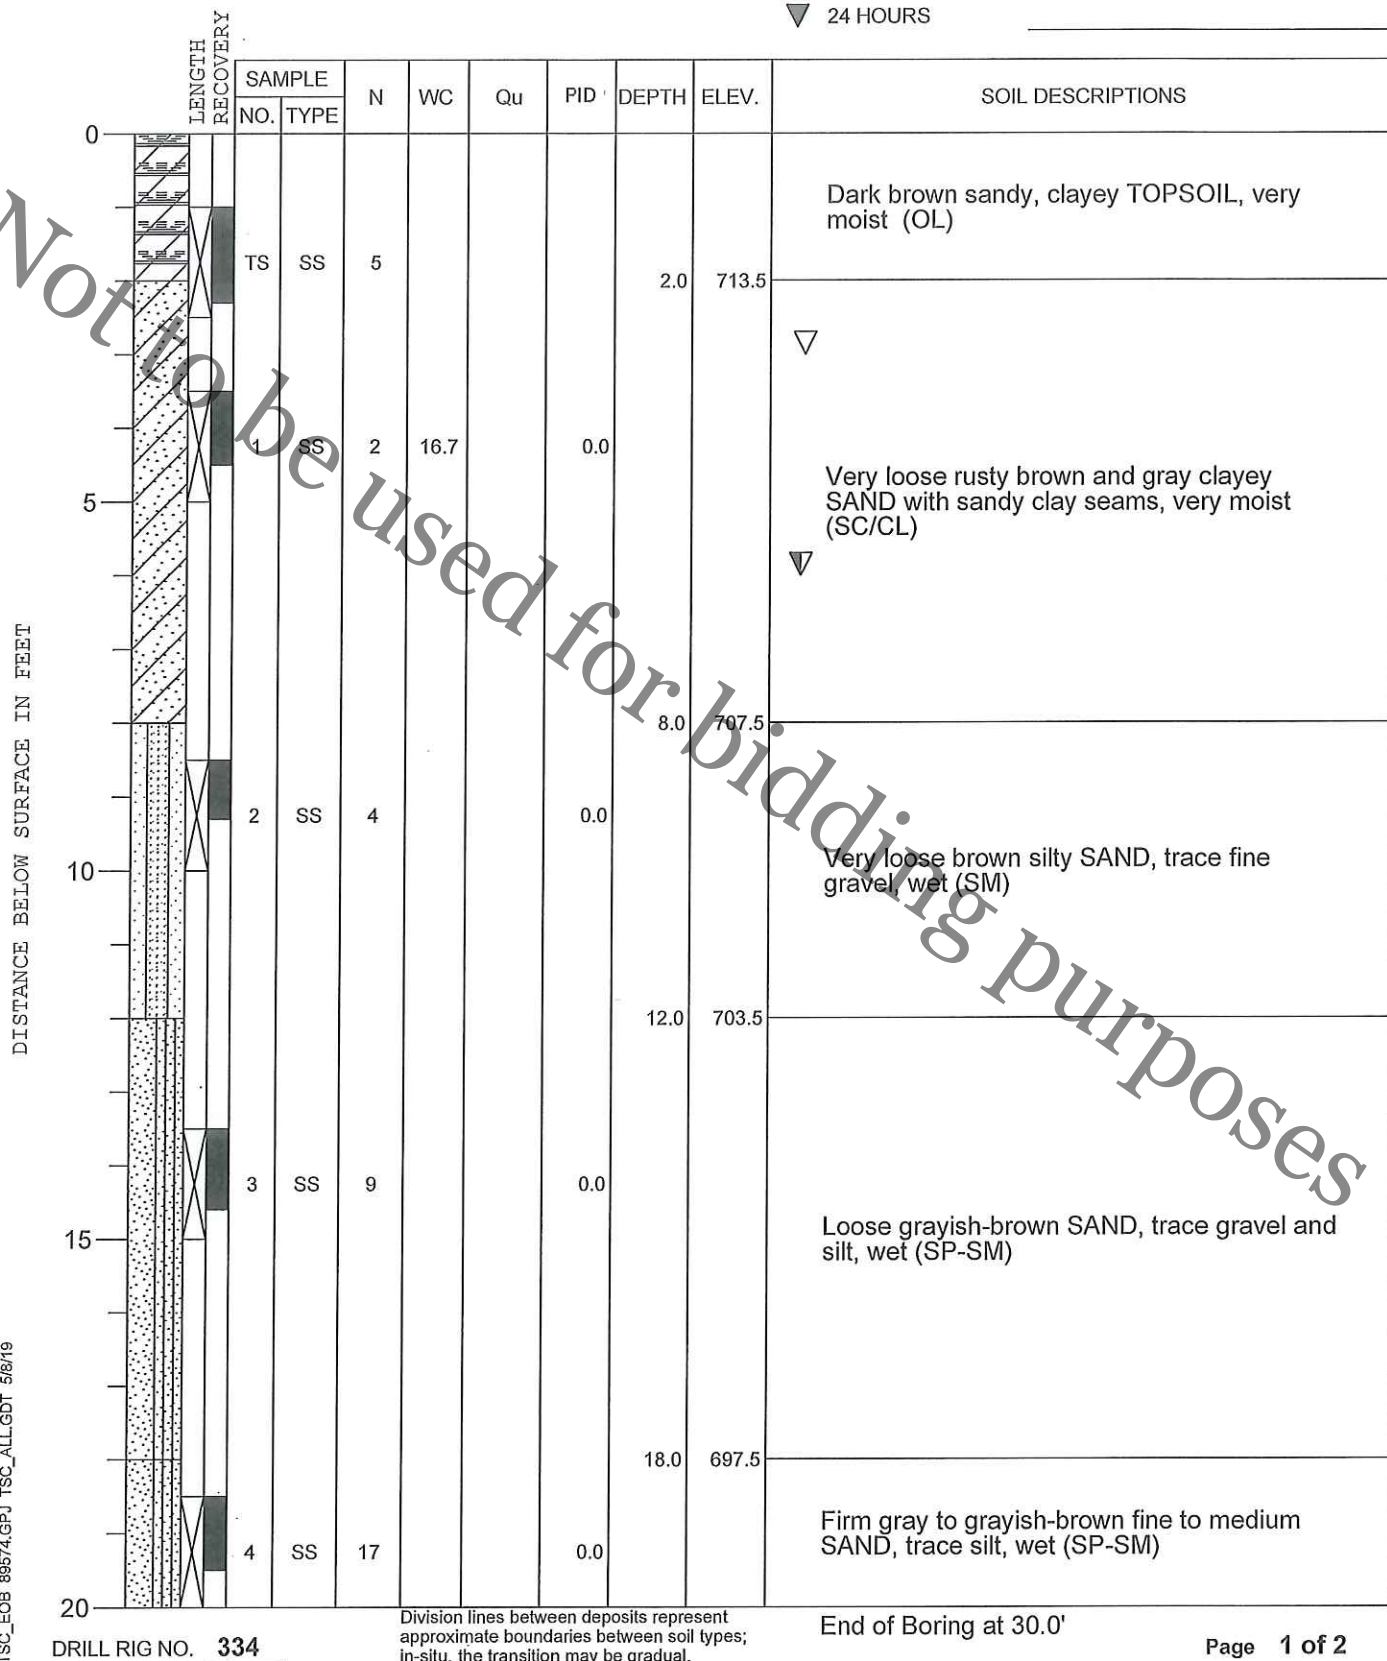 24 HOURS
LENGTH
RECOVERY
SAMPLE
NO. TYPE N WC Qu PID DEPTH ELEV. SOIL DESCRIPTIONS
0
Dark brown sandy, clayey TOPSOIL, very
moist (OL)
TS SS 5
2.0 713.5
1 SS 2 16.7 0.0
Very loose rusty brown and gray clayey
SAND with sandy clay seams, very moist
(SC/CL)
5
8.0 707.5
2 SS 4 0.0
Very loose brown silty SAND, trace fine
gravel, wet (SM)
10
12.0 703.5
3 SS 9 0.0
Loose grayish-brown SAND, trace gravel and
silt, wet (SP-SM)
15
18.0 697.5
Firm gray to grayish-brown fine to medium
SAND, trace silt, wet (SP-SM)
4 SS 17 0.0
20
DISTANCE BELOW SURFACE IN FEET
TSC_EOB 89574.GPJ TSC_ALL.GDT 5/8/19
Not to be used for bidding purposes
Division lines between deposits represent
approximate boundaries between soil types;
in-situ, the transition may be gradual.
End of Boring at 30.0'
DRILL RIG NO. 334
Page 1 of 2